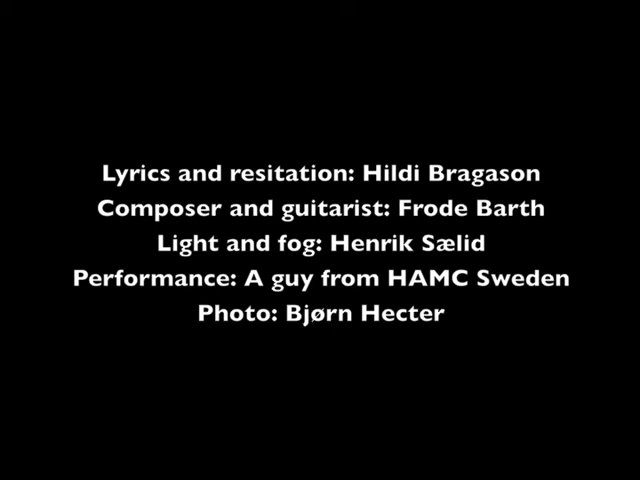 Lyrics and resitation: Hildi Bragason
Composer and guitarist: Frode Barth
Light and fog: Henrik Sælid
Performance: A guy from HAMC Sweden
Photo: Bjørn Hecter